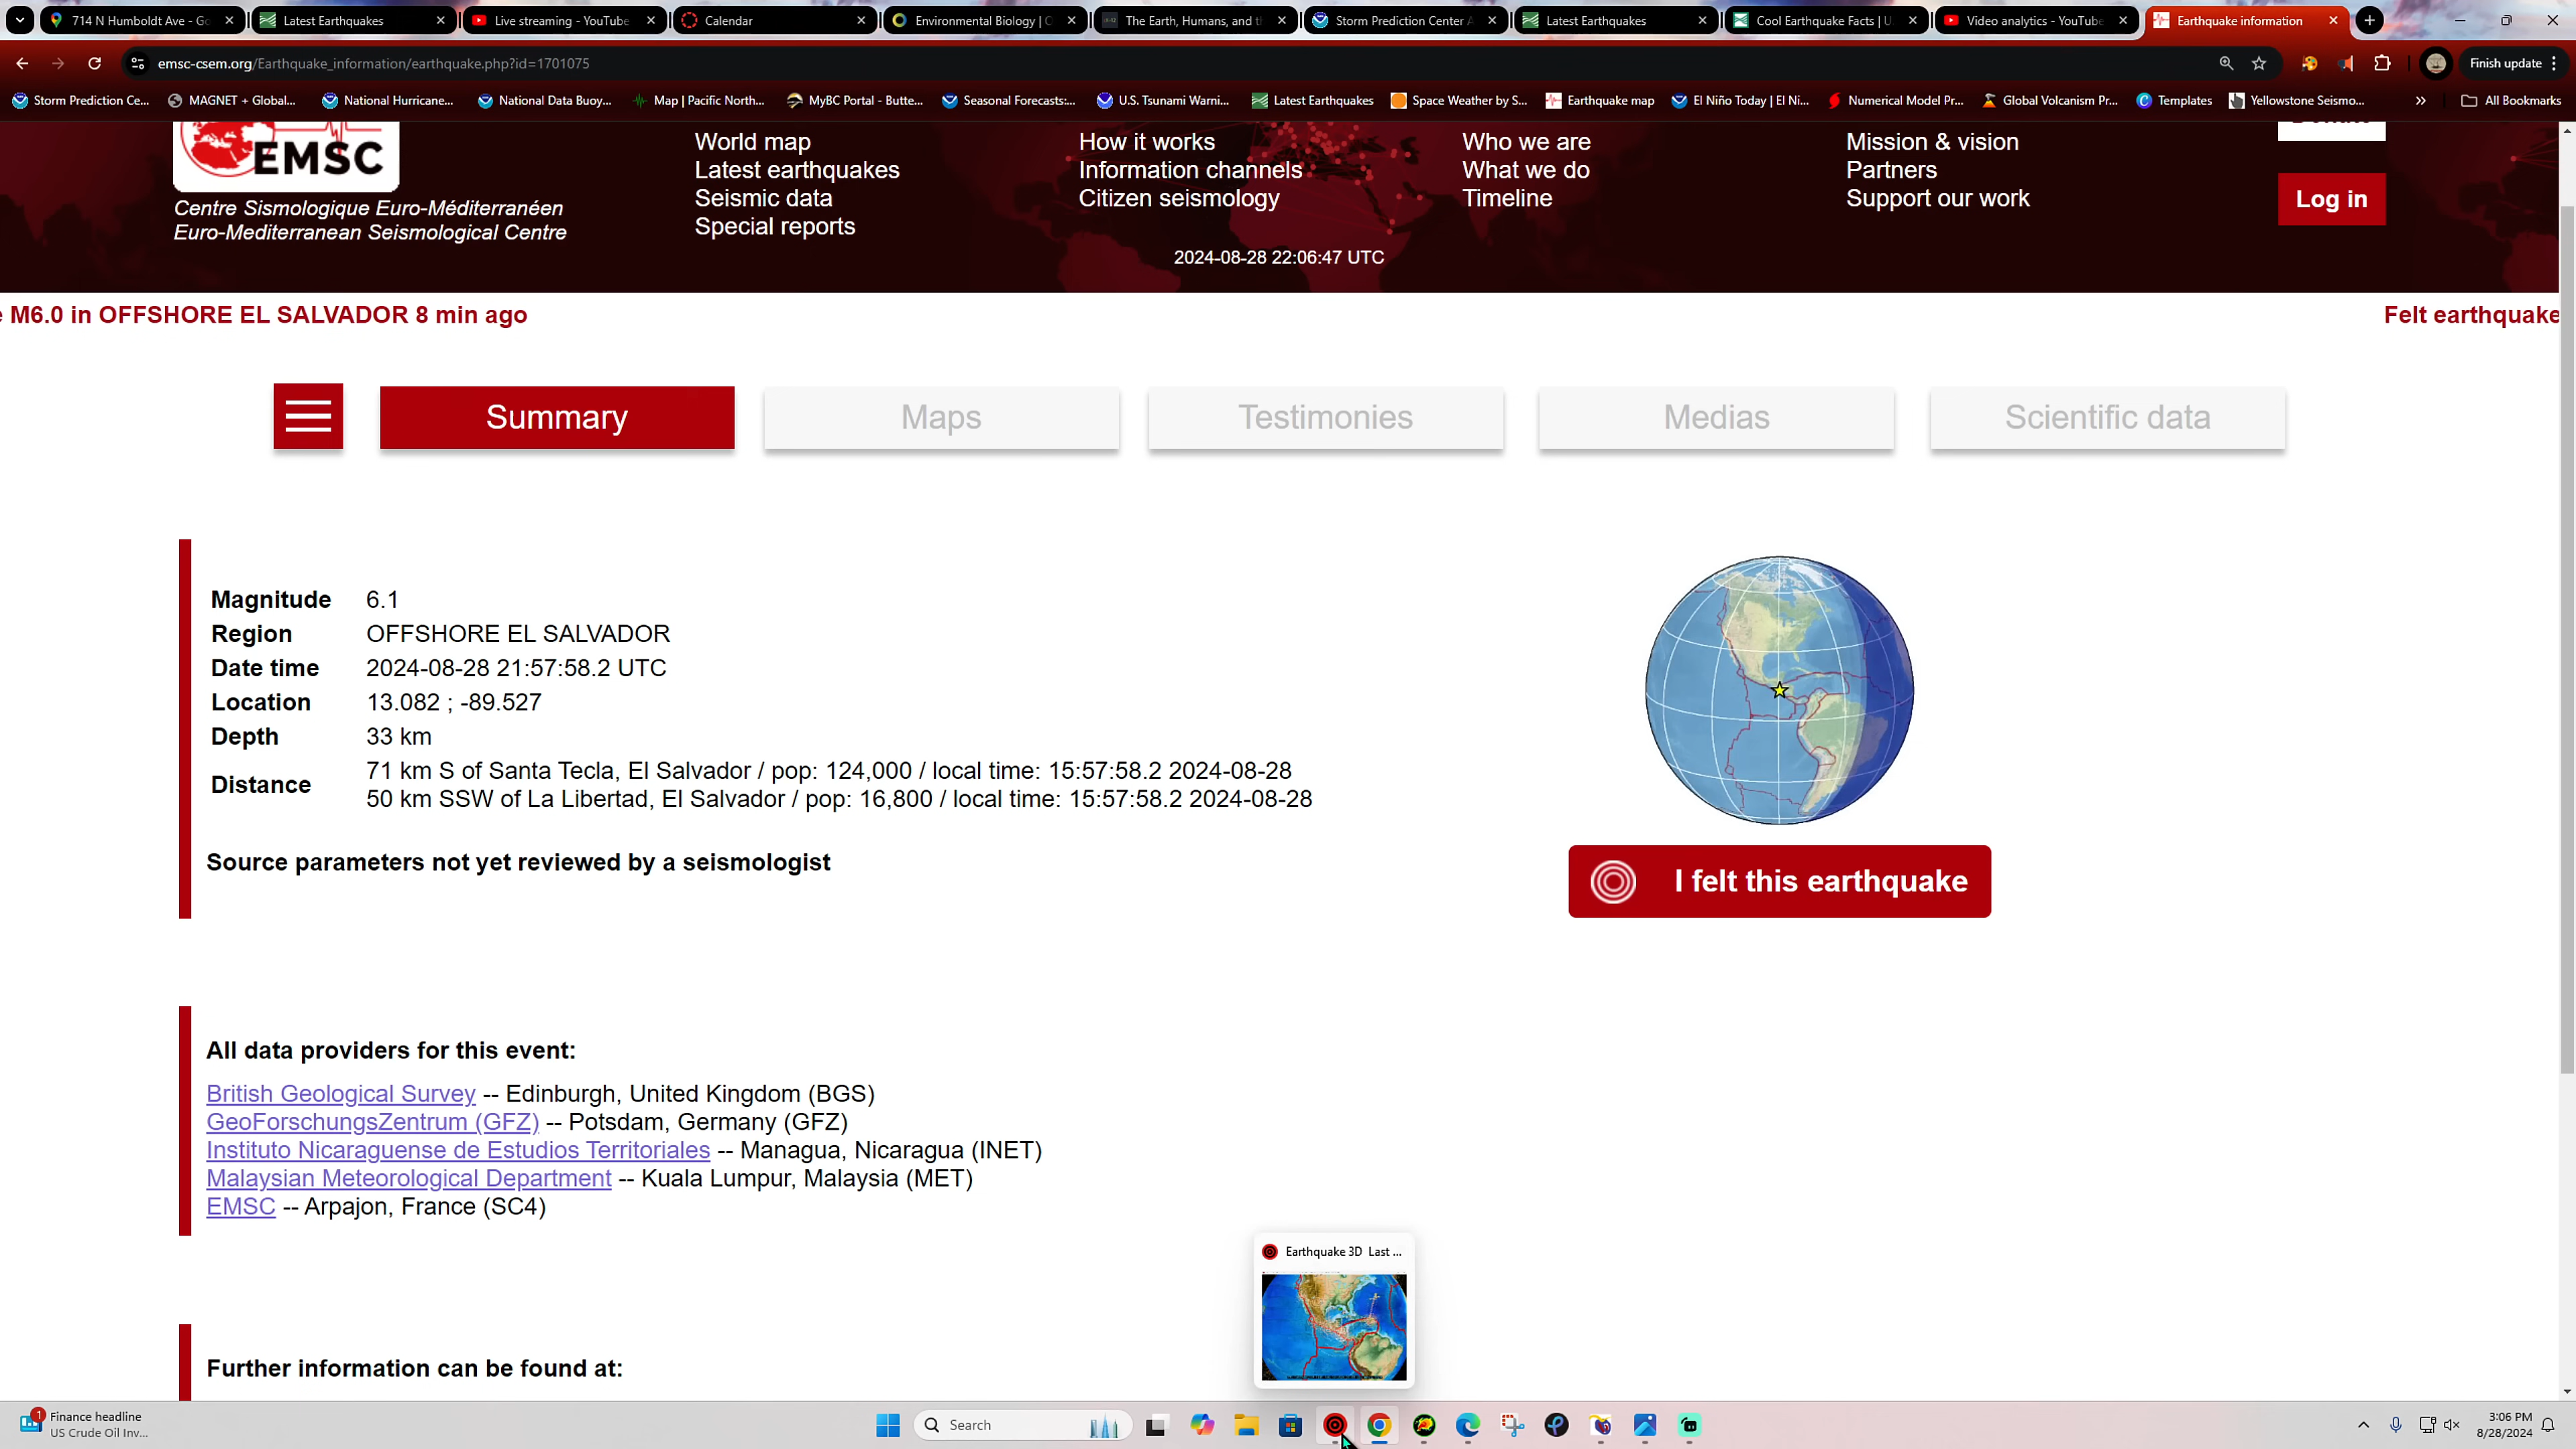 714 N Humboldt Ave - Go
Latest Earthquakes
Live streaming - YouTube
Calendar
Environmental Biology | O
The Earth, Humans, and th
Storm Prediction Center A
Latest Earthquakes
Cool Earthquake Facts | U.
Video analytics - YouTube
Earthquake information
emsc-csem.org/Earthquake_information/earthquake.php?id=1701075
Finish update
Storm Prediction Ce...
MAGNET + Global...
National Hurricane...
National Data Buoy...
Map | Pacific North...
MyBC Portal - Butte...
Seasonal Forecasts:...
U.S. Tsunami Warni...
Latest Earthquakes
Space Weather by S...
Earthquake map
El Niño Today | El Ni...
Numerical Model Pr...
Global Volcanism Pr...
Templates
Yellowstone Seismo...
All Bookmarks
EMSC
Centre Sismologique Euro-Méditerranéen
Euro-Mediterranean Seismological Centre
World map
Latest earthquakes
Seismic data
Special reports
How it works
Information channels
Citizen seismology
Who we are
What we do
Timeline
Mission & vision
Partners
Support our work
Log in
2024-08-28 22:06:47 UTC
M6.0 in OFFSHORE EL SALVADOR 8 min ago
Felt earthquake
Summary
Maps
Testimonies
Medias
Scientific data
Magnitude 6.1
Region OFFSHORE EL SALVADOR
Date time 2024-08-28 21:57:58.2 UTC
Location 13.082 ; -89.527
Depth 33 km
Distance 71 km S of Santa Tecla, El Salvador / pop: 124,000 / local time: 15:57:58.2 2024-08-28
50 km SSW of La Libertad, El Salvador / pop: 16,800 / local time: 15:57:58.2 2024-08-28
Source parameters not yet reviewed by a seismologist
I felt this earthquake
All data providers for this event:
British Geological Survey -- Edinburgh, United Kingdom (BGS)
GeoForschungsZentrum (GFZ) -- Potsdam, Germany (GFZ)
Instituto Nicaraguense de Estudios Territoriales -- Managua, Nicaragua (INET)
Malaysian Meteorological Department -- Kuala Lumpur, Malaysia (MET)
EMSC -- Arpajon, France (SC4)
Earthquake 3D Last ...
Further information can be found at:
1
Finance headline
US Crude Oil Inv...
Search
3:06 PM
8/28/2024